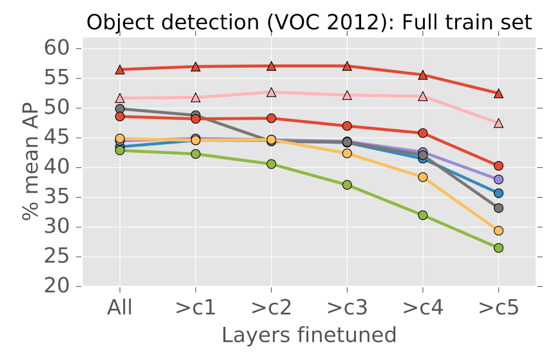 Object detection (VOC 2012): Full train set
% mean AP
60
55
50
45
40
35
30
25
20
All >c1 >c2 >c3 >c4 >c5
Layers finetuned